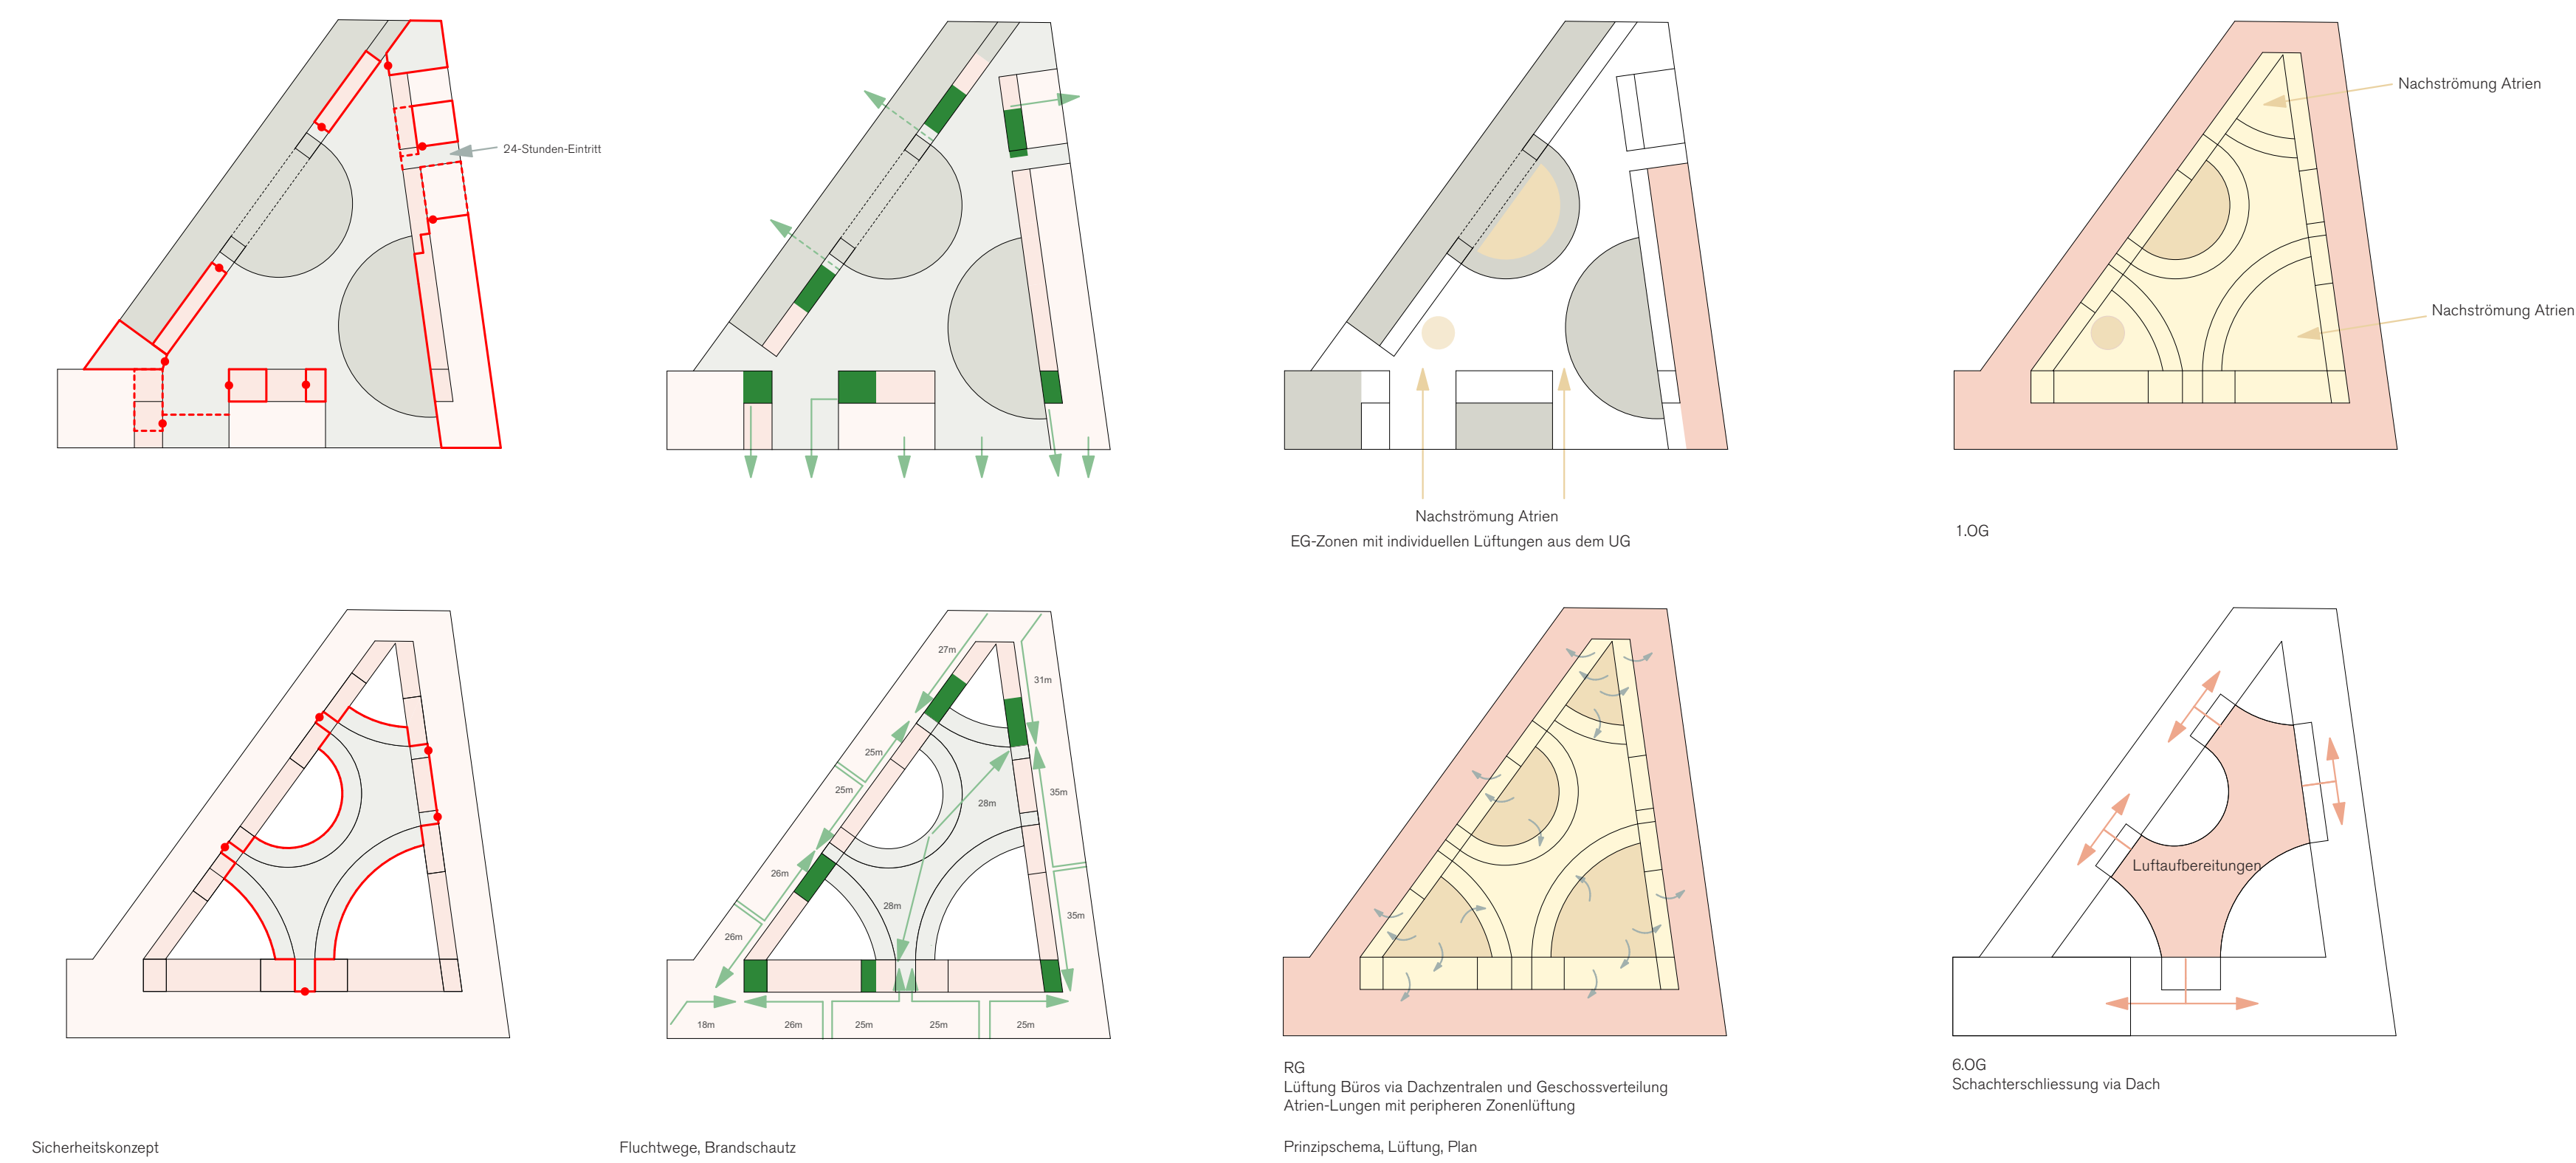 24-Stunden-Eintritt
Nachströmung Atrien
EG-Zonen mit individuellen Lüftungen aus dem UG
Nachströmung Atrien
Nachströmung Atrien
1.OG
27m
31m
25m
25m
35m
28m
26m
28m
35m
26m
18m
26m
25m
25m
25m
RG
Lüftung Büros via Dachzentralen und Geschossverteilung
Atrien-Lungen mit peripheren Zonenlüftung
Luftaufbereitungen
6.OG
Schachterschliessung via Dach
Sicherheitskonzept
Fluchtwege, Brandschautz
Prinzipschema, Lüftung, Plan